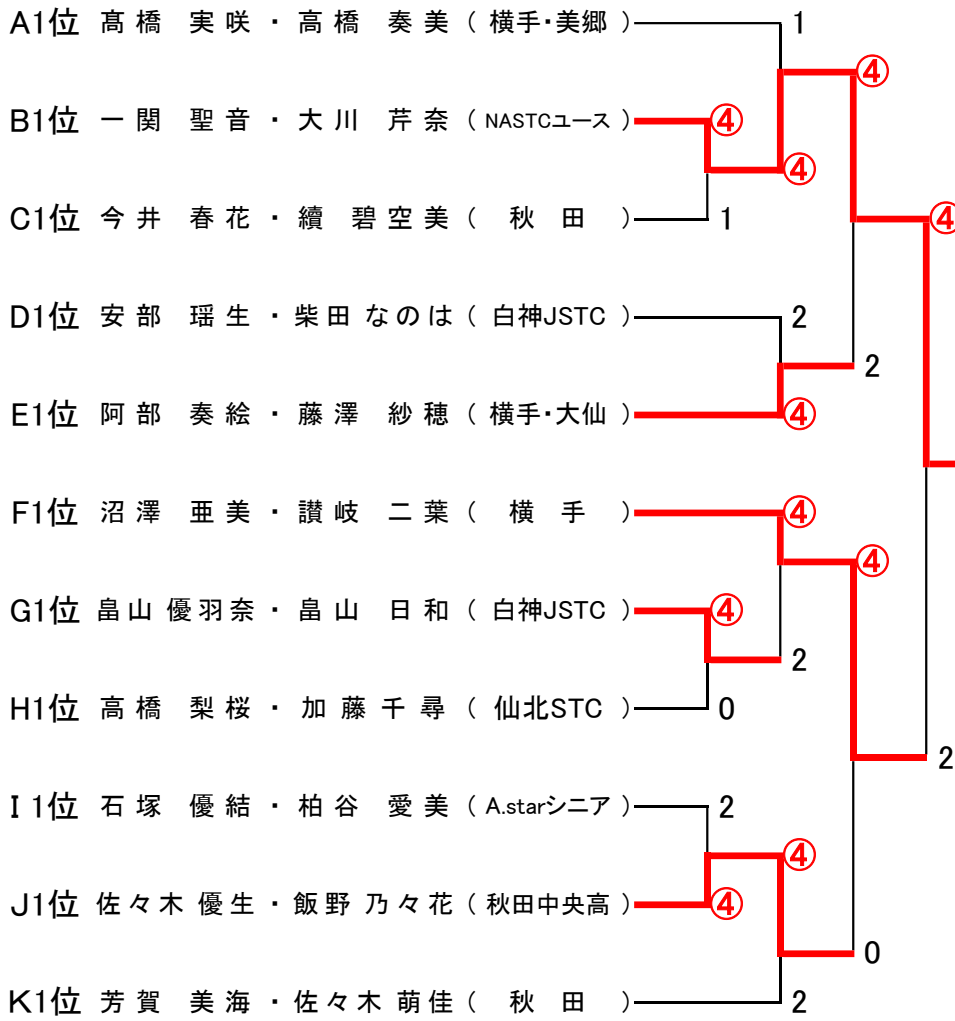 A1位 髙橋 実咲・高橋 奏美（横手・美郷） 1
④
B1位 一関 聖音・大川 芹奈（NASTCユース） ④
④
C1位 今井 春花・續 碧空美（秋田） 1
④
D1位 安部 瑶生・柴田 なのは（白神JSTC） 2
2
E1位 阿部 奏絵・藤澤 紗穂（横手・大仙） ④
F1位 沼澤 亜美・讃岐 二葉（横手） ④
④
G1位 畠山 優羽奈・畠山 日和（白神JSTC） ④
2
H1位 高橋 梨桜・加藤千尋（仙北STC） 0
2
I1位 石塚 優結・柏谷 愛美（A.starシニア） 2
④
J1位 佐々木 優生・飯野 乃々花（秋田中央高） ④
0
K1位 芳賀 美海・佐々木 萌佳（秋田） 2